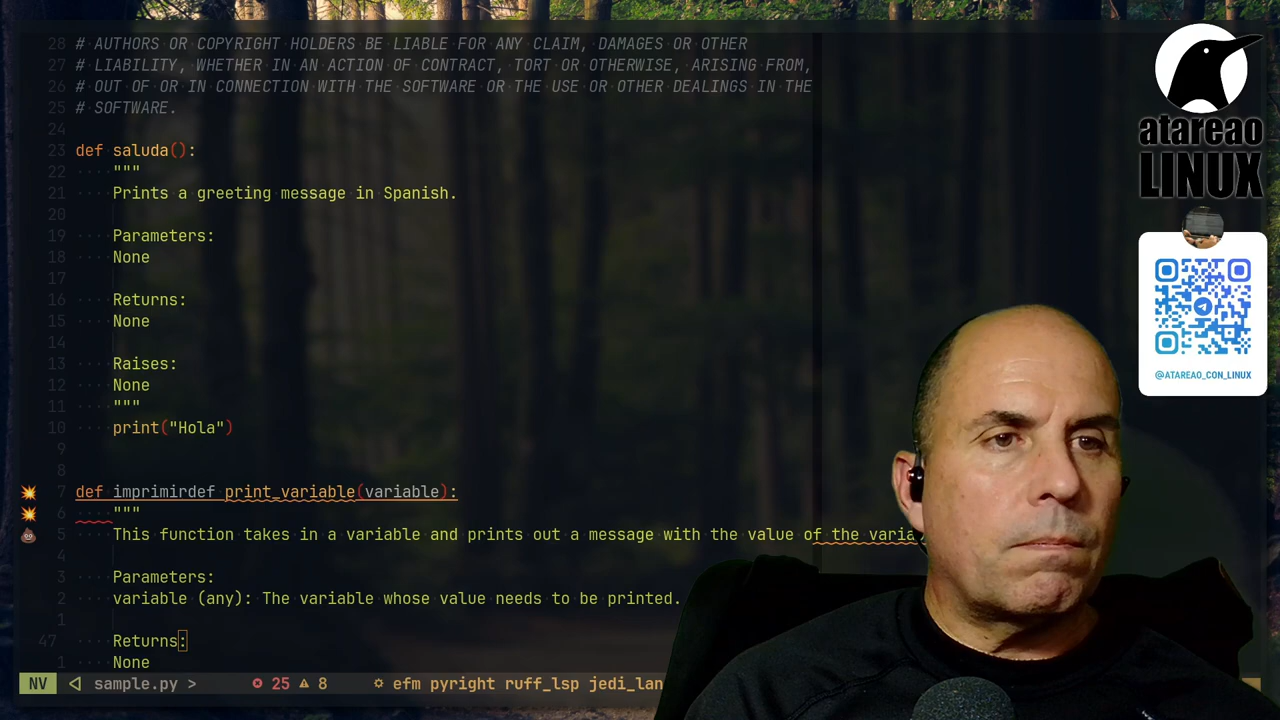 28 # AUTHORS OR COPYRIGHT HOLDERS BE LIABLE FOR ANY CLAIM, DAMAGES OR OTHER
27 # LIABILITY, WHETHER IN AN ACTION OF CONTRACT, TORT OR OTHERWISE, ARISING FROM,
26 # OUT OF OR IN CONNECTION WITH THE SOFTWARE OR THE USE OR OTHER DEALINGS IN THE
25 # SOFTWARE.
24
23 def saluda():
22 """
21 Prints a greeting message in Spanish.
20
19 Parameters:
18 None
17
16 Returns:
15 None
14
13 Raises:
12 None
11 """
10 print("Hola")
9
8
7 def imprimirdef print_variable(variable):
6 """
5 This function takes in a variable and prints out a message with the value of the varia
4
3 Parameters:
2 variable (any): The variable whose value needs to be printed.
1
47 Returns:
1 None
NV sample.py > 25 8 efm pyright ruff_lsp jedi_lan
atareao
LINUX
@ATAREAO_CON_LINUX